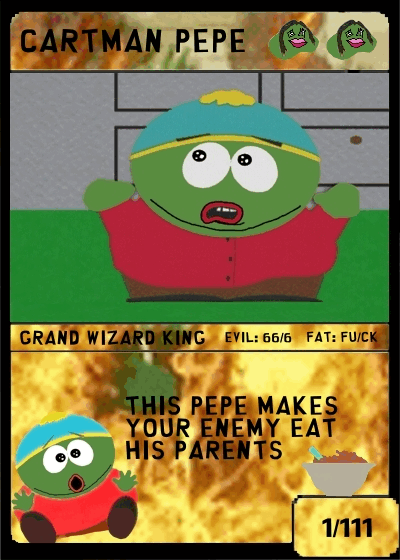 CARTMAN PEPE
GRAND WIZARD KING EVIL: 66/6 FAT: FU/CK
THIS PEPE MAKES
YOUR ENEMY EAT
HIS PARENTS
1/111